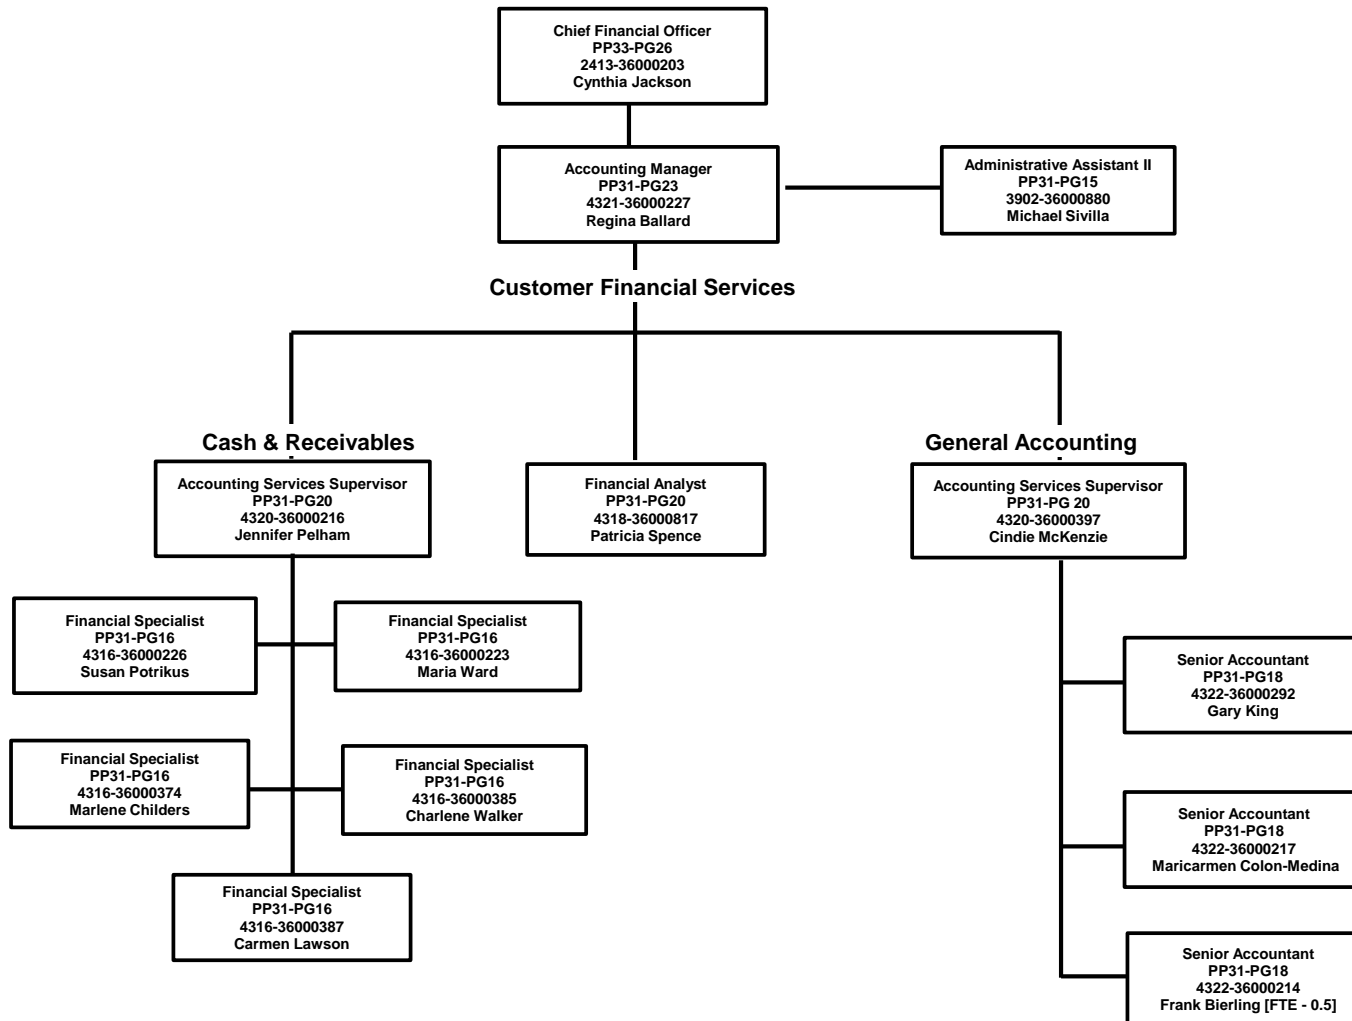 Chief Financial Officer
PP33-PG26
2413-36000203
Cynthia Jackson
Accounting Manager
PP31-PG23
4321-36000227
Regina Ballard
Administrative Assistant II
PP31-PG15
3902-36000880
Michael Sivilla
Customer Financial Services
Cash & Receivables
Accounting Services Supervisor
PP31-PG20
4320-36000216
Jennifer Pelham
Financial Analyst
PP31-PG20
4318-36000817
Patricia Spence
General Accounting
Accounting Services Supervisor
PP31-PG 20
4320-36000397
Cindie McKenzie
Financial Specialist
PP31-PG16
4316-36000226
Susan Potrikus
Financial Specialist
PP31-PG16
4316-36000223
Maria Ward
Financial Specialist
PP31-PG16
4316-36000374
Marlene Childers
Financial Specialist
PP31-PG16
4316-36000385
Charlene Walker
Financial Specialist
PP31-PG16
4316-36000387
Carmen Lawson
Senior Accountant
PP31-PG18
4322-36000292
Gary King
Senior Accountant
PP31-PG18
4322-36000217
Maricarmen Colon-Medina
Senior Accountant
PP31-PG18
4322-36000214
Frank Bierling [FTE - 0.5]